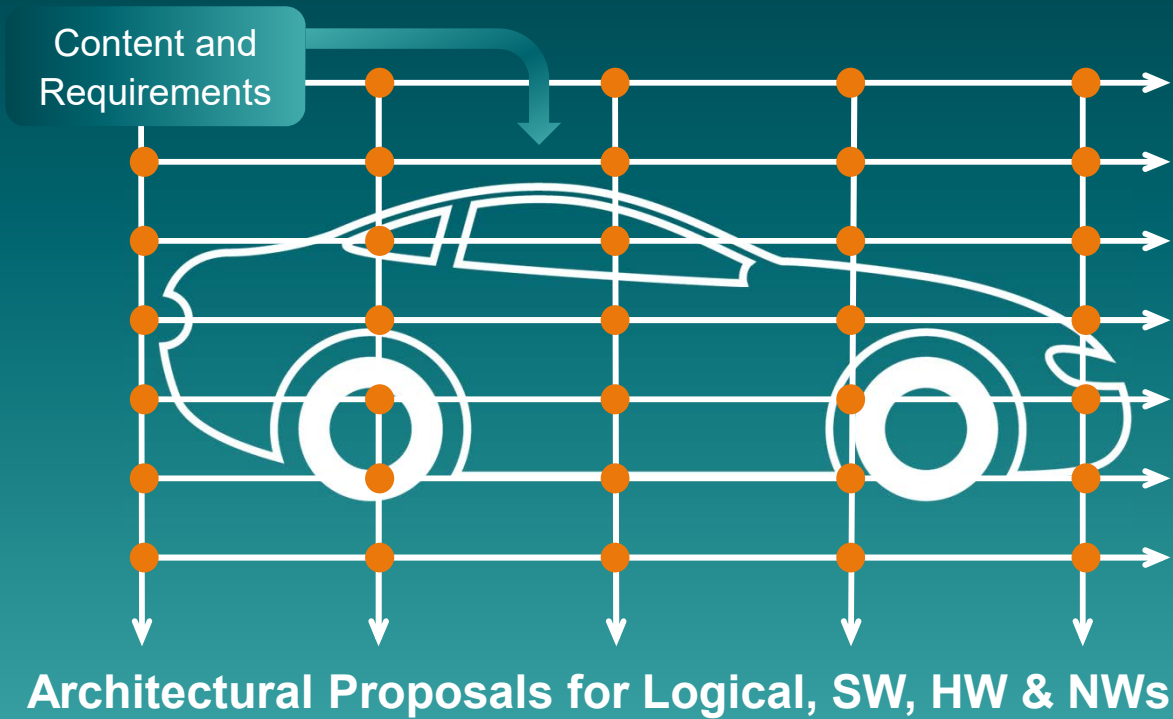 Content and
Requirements
Architectural Proposals for Logical, SW, HW & NWs